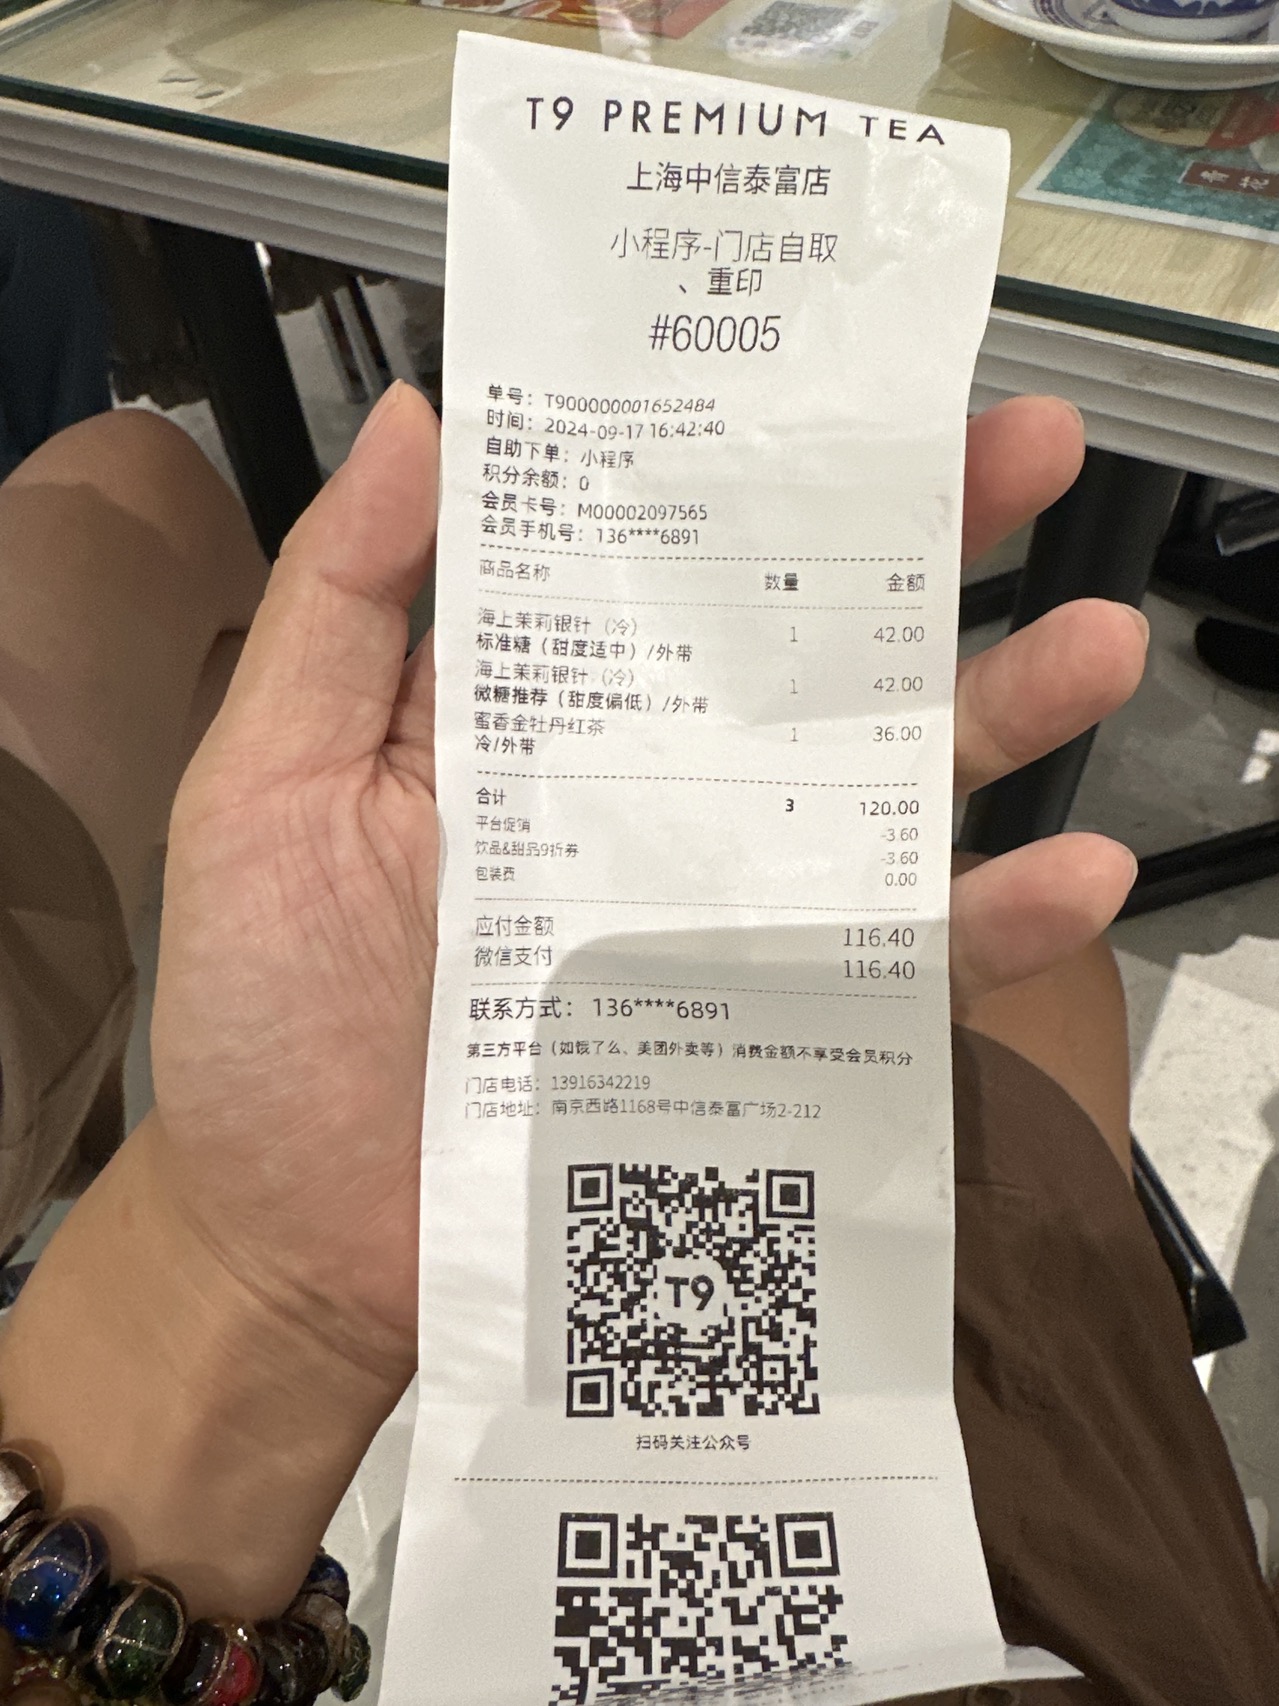 T9 PREMIUM TEA
上海中信泰富店
小程序-门店自取
、重印
#60005
单号：T900000001652484
时间：2024-09-17 16:42:40
自助下单：小程序
积分余额：0
会员卡号：M00002097565
会员手机号：136****6891
商品名称 数量 金额
海上茉莉银针（冷） 1 42.00
标准糖（甜度适中）/外带
海上茉莉银针（冷） 1 42.00
微糖推荐（甜度偏低）/外带
蜜香金牡丹红茶 1 36.00
冷/外带
合计 3 120.00
平台促销 -3.60
饮品&甜品9折券 -3.60
包装费 0.00
应付金额 116.40
微信支付 116.40
联系方式：136****6891
第三方平台（如饿了么、美团外卖等）消费金额不享受会员积分
门店电话：13916342219
门店地址：南京西路1168号中信泰富广场2-212
T9
扫码关注公众号
青花